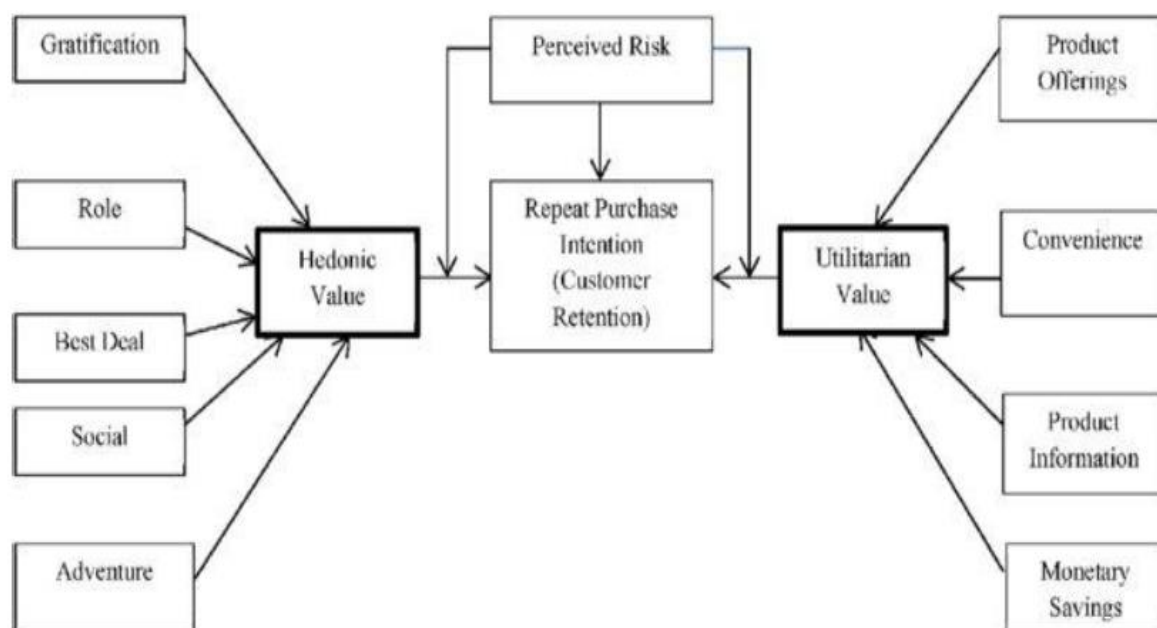 Gratification
Role
Best Deal
Social
Adventure
Hedonic
Value
Perceived Risk
Repeat Purchase
Intention
(Customer
Retention)
Utilitarian
Value
Product
Offerings
Convenience
Product
Information
Monetary
Savings